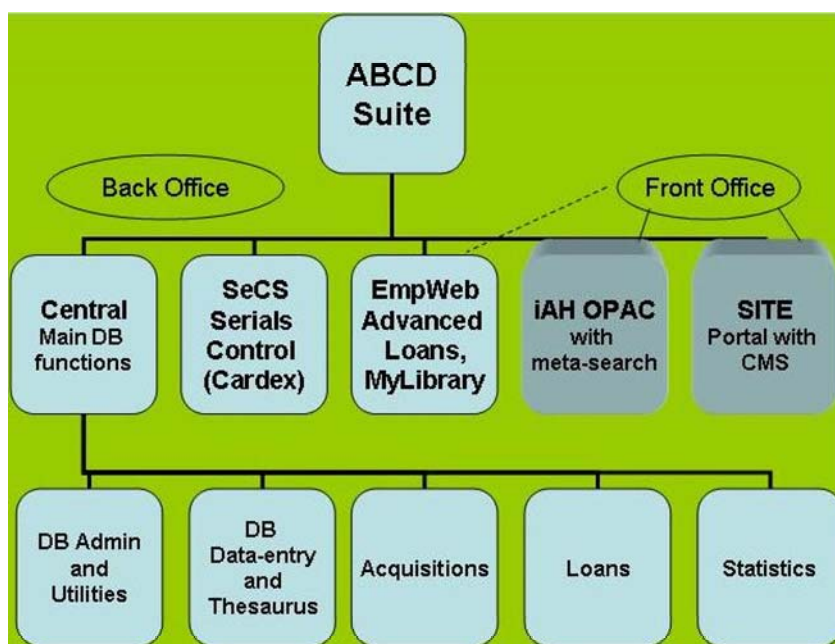 ABCD
Suite
Back Office
Front Office
Central
Main DB
functions
SeCS
Serials
Control
(Cardex)
EmpWeb
Advanced
Loans,
MyLibrary
iAH OPAC
with
meta-search
SITE
Portal with
CMS
DB Admin
and
Utilities
DB
Data-entry
and
Thesaurus
Acquisitions
Loans
Statistics